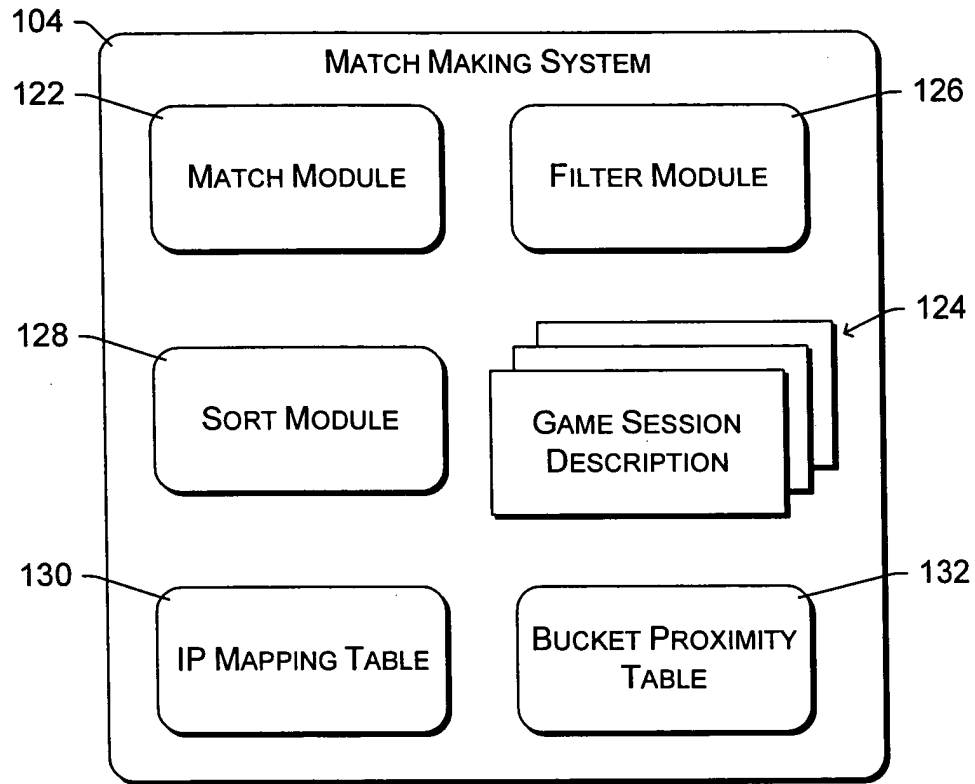 104
MATCH MAKING SYSTEM
122
126
MATCH MODULE
FILTER MODULE
128
124
SORT MODULE
GAME SESSION
DESCRIPTION
130
132
IP MAPPING TABLE
BUCKET PROXIMITY
TABLE